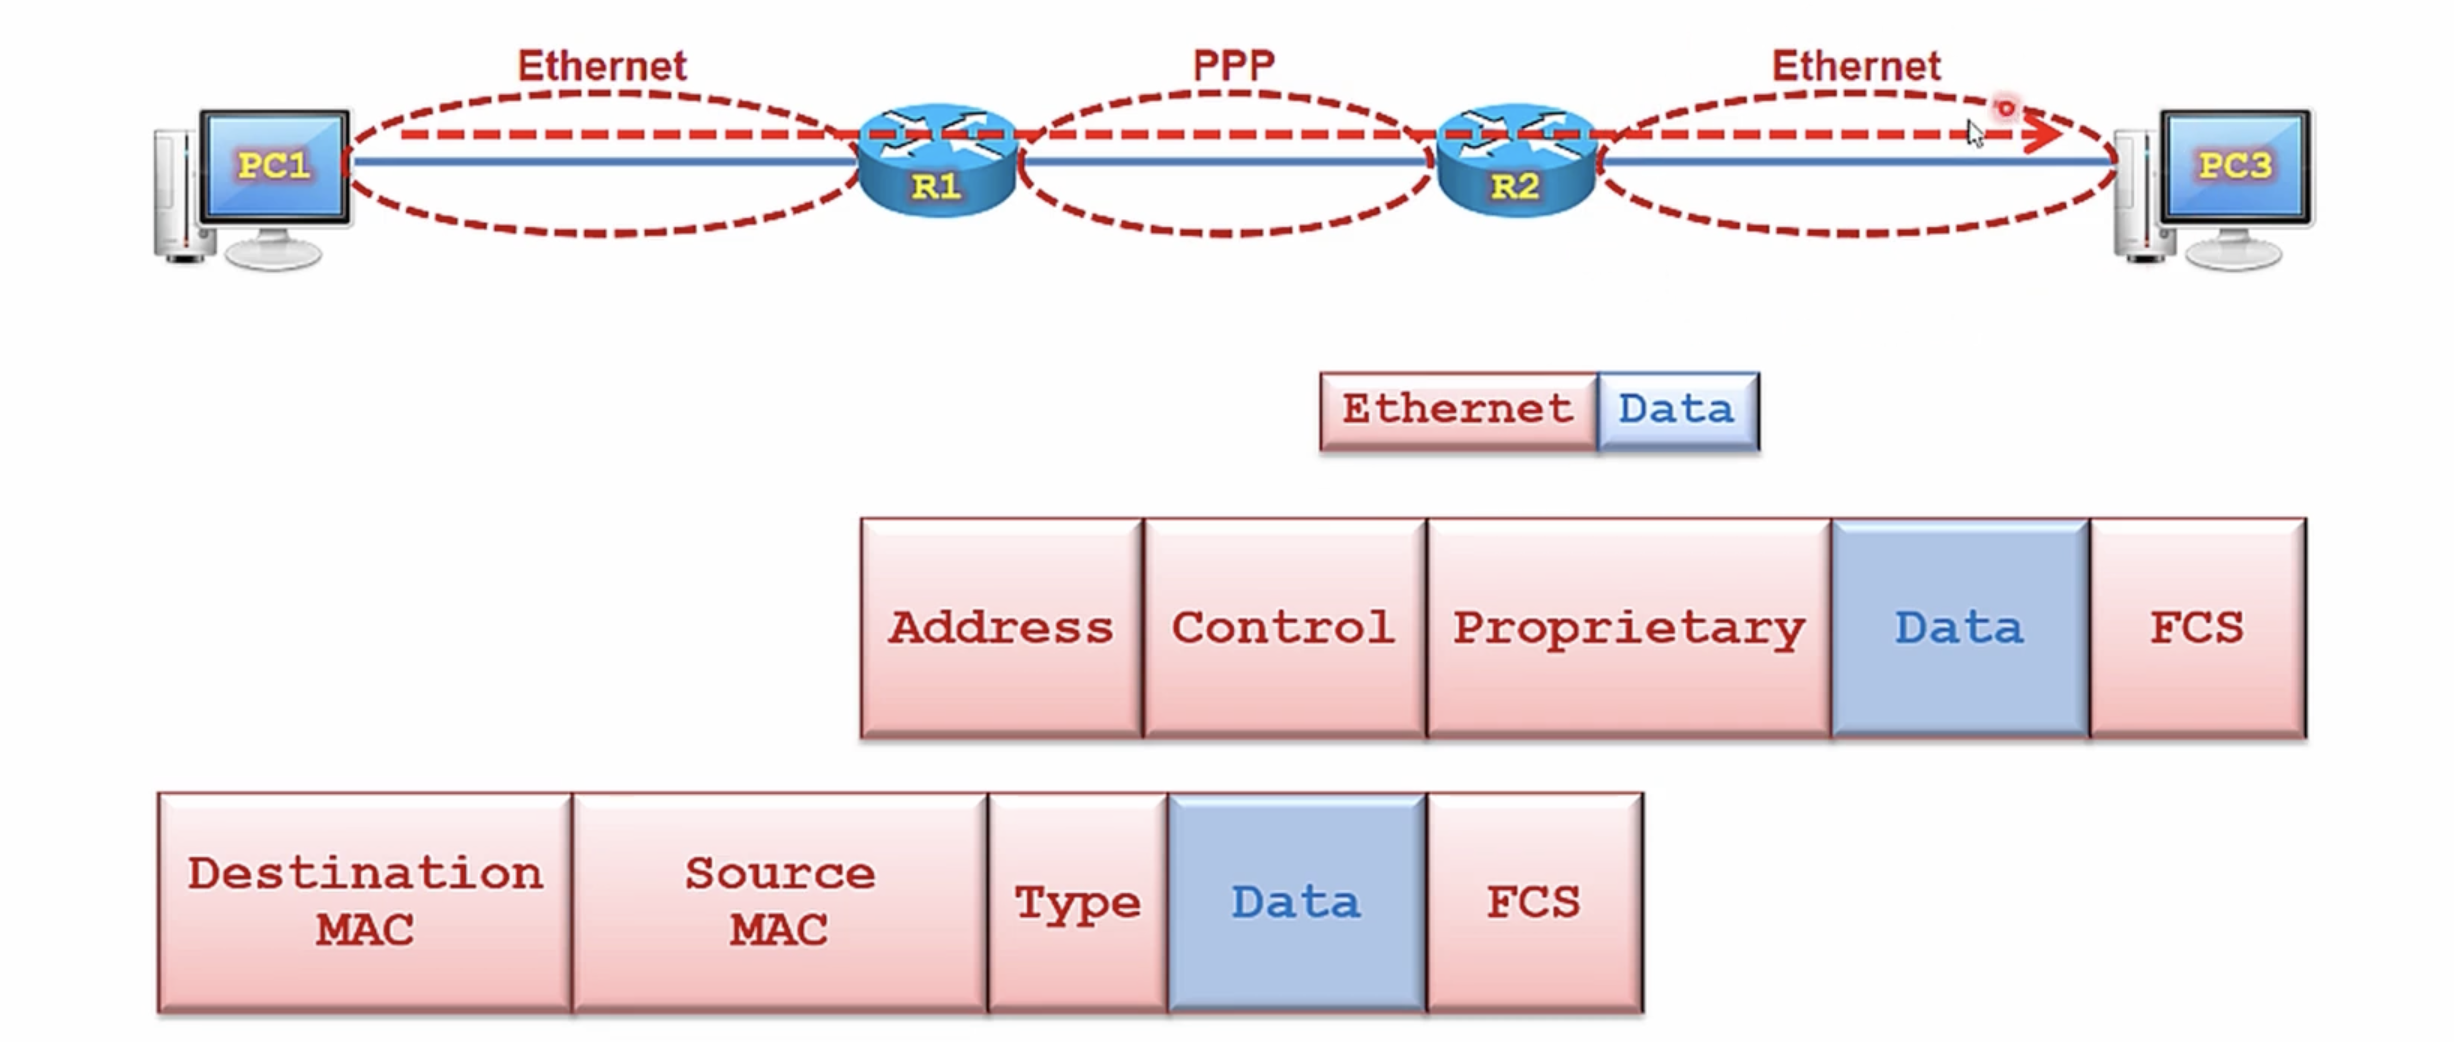 Ethernet PPP Ethernet
PC1 R1 R2 PC3
Ethernet Data
Address Control Proprietary Data FCS
Destination MAC Source MAC Type Data FCS